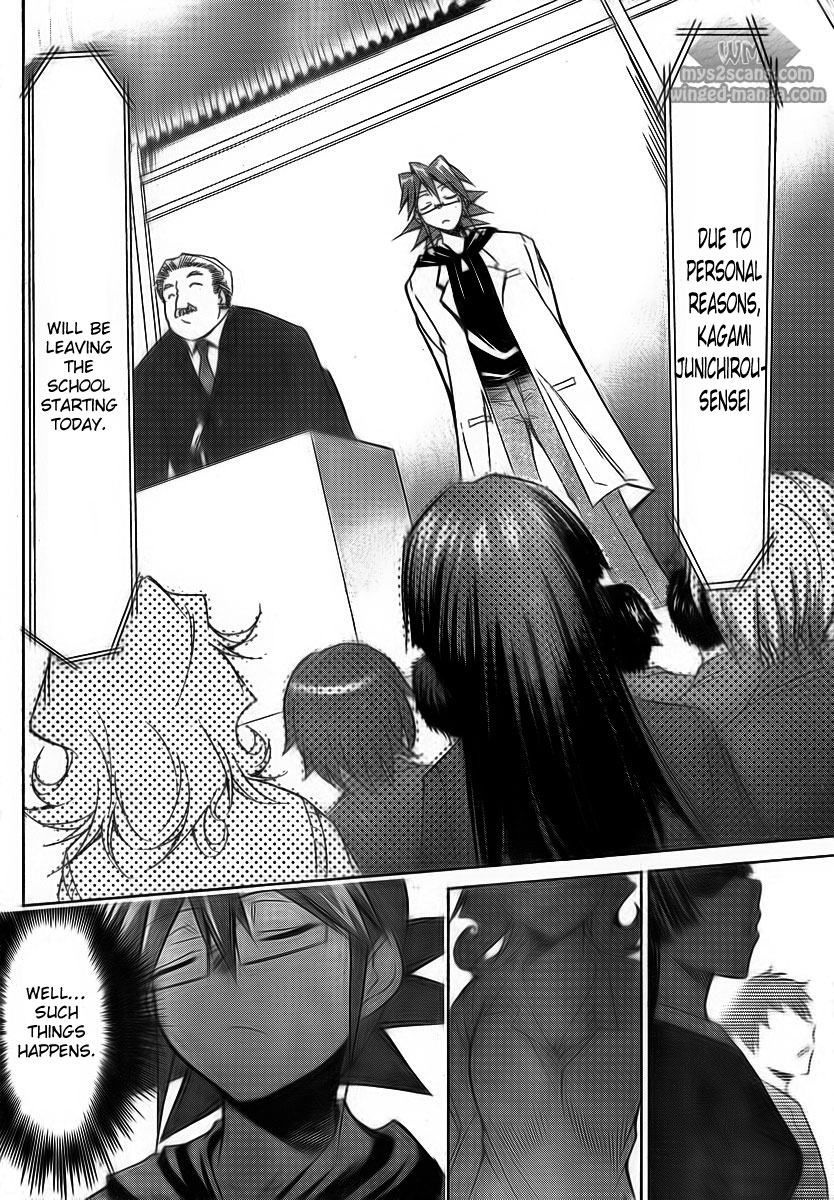 WM
mys2scans.com
winged-manga.com
DUE TO
PERSONAL
REASONS,
KAGAMI
JUNICHIROU-
SENSEI
WILL BE
LEAVING
THE
SCHOOL
STARTING
TODAY.
WELL...
SUCH
THINGS
HAPPENS.